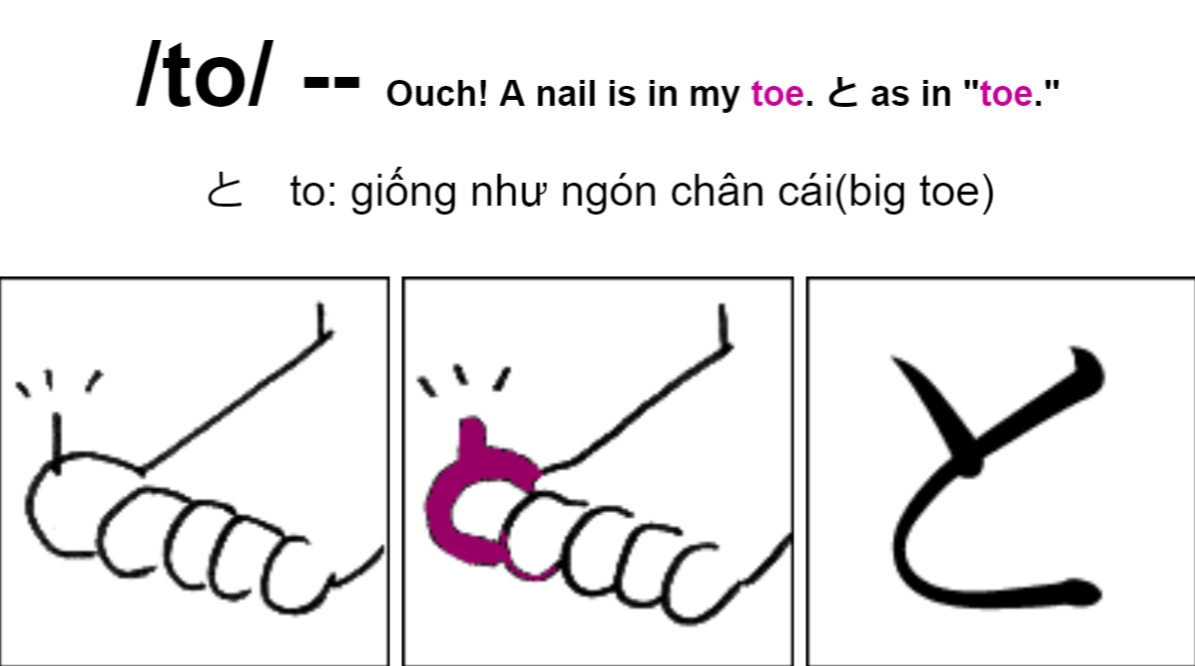 /to/ -- Ouch! A nail is in my toe. と as in "toe."
と to: giống như ngón chân cái(big toe)
と